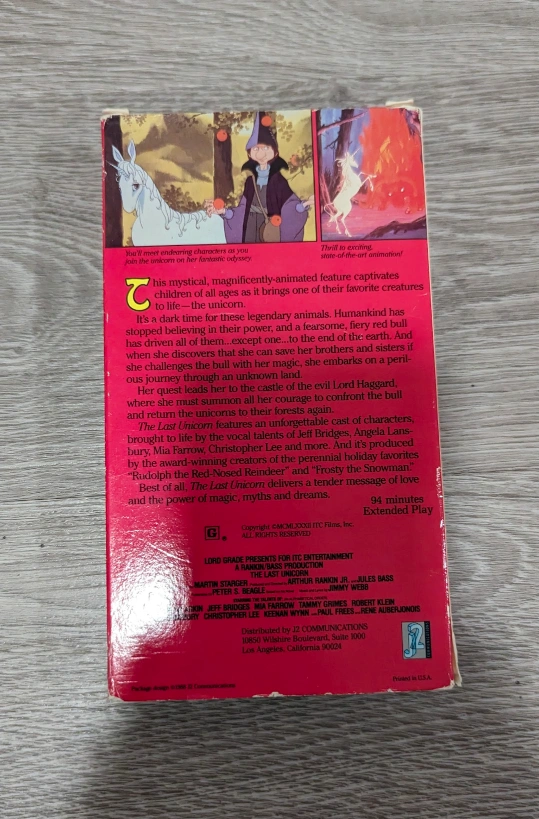 You'll meet endearing characters as you
join the unicorn on her fantastic odyssey.
Thrill to exciting,
state-of-the-art animation!
This mystical, magnificently-animated feature captivates
children of all ages as it brings one of their favorite creatures
to life—the unicorn.
It's a dark time for these legendary animals. Humankind has
stopped believing in their power, and a fearsome, fiery red bull
has driven all of them...except one...to the end of the earth. And
when she discovers that she can save her brothers and sisters if
she challenges the bull with her magic, she embarks on a peril-
ous journey through an unknown land.
Her quest leads her to the castle of the evil Lord Haggard,
where she must summon all her courage to confront the bull
and return the unicorns to their forests again.
The Last Unicorn features an unforgettable cast of characters,
brought to life by the vocal talents of Jeff Bridges, Angela Lans-
bury, Mia Farrow, Christopher Lee and more. And it's produced
by the award-winning creators of the perennial holiday favorites
"Rudolph the Red-Nosed Reindeer" and "Frosty the Snowman."
Best of all, The Last Unicorn delivers a tender message of love
and the power of magic, myths and dreams.
94 minutes
Extended Play
G ®
Copyright ©MCMLXXXII ITC Films, Inc.
ALL RIGHTS RESERVED
LORD GRADE PRESENTS FOR ITC ENTERTAINMENT
A RANKIN/BASS PRODUCTION
THE LAST UNICORN
MARTIN STARGER ARTHUR RANKIN, JR. JULES BASS
PETER S. BEAGLE JIMMY WEBB
JEFF BRIDGES MIA FARROW TAMMY GRIMES ROBERT KLEIN
CHRISTOPHER LEE KEENAN WYNN PAUL FREES RENE AUBERJONOIS
Distributed by J2 COMMUNICATIONS
10850 Wilshire Boulevard, Suite 1000
Los Angeles, California 90024
Package design J2 Communications
Printed in U.S.A.